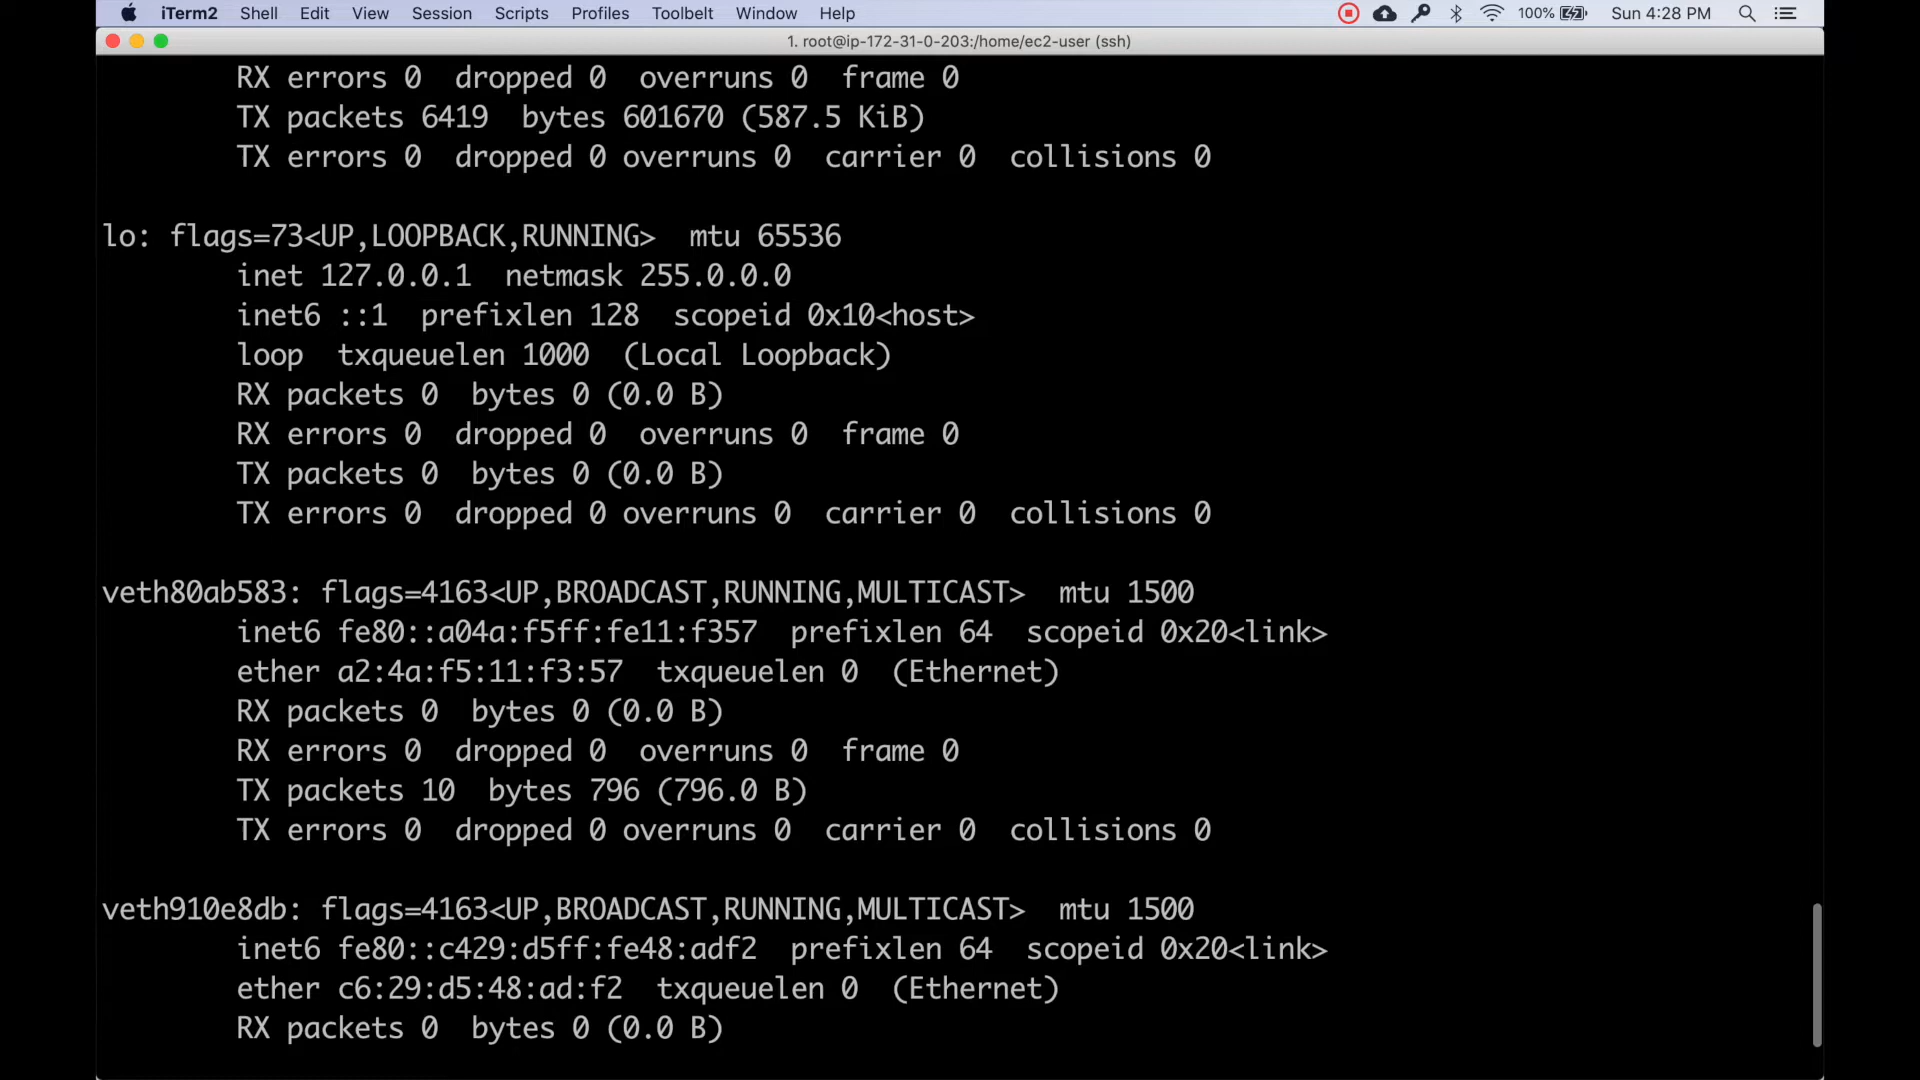 iTerm2 Shell Edit View Session Scripts Profiles Toolbelt Window Help 100% Sun 4:28 PM
1. root@ip-172-31-0-203:/home/ec2-user (ssh)
RX errors 0  dropped 0  overruns 0  frame 0
TX packets 6419  bytes 601670 (587.5 KiB)
TX errors 0  dropped 0 overruns 0  carrier 0  collisions 0
lo: flags=73<UP,LOOPBACK,RUNNING>  mtu 65536
inet 127.0.0.1  netmask 255.0.0.0
inet6 ::1  prefixlen 128  scopeid 0x10<host>
loop  txqueuelen 1000  (Local Loopback)
RX packets 0  bytes 0 (0.0 B)
RX errors 0  dropped 0  overruns 0  frame 0
TX packets 0  bytes 0 (0.0 B)
TX errors 0  dropped 0 overruns 0  carrier 0  collisions 0
veth80ab583: flags=4163<UP,BROADCAST,RUNNING,MULTICAST>  mtu 1500
inet6 fe80::a04a:f5ff:fe11:f357  prefixlen 64  scopeid 0x20<link>
ether a2:4a:f5:11:f3:57  txqueuelen 0  (Ethernet)
RX packets 0  bytes 0 (0.0 B)
RX errors 0  dropped 0  overruns 0  frame 0
TX packets 10  bytes 796 (796.0 B)
TX errors 0  dropped 0 overruns 0  carrier 0  collisions 0
veth910e8db: flags=4163<UP,BROADCAST,RUNNING,MULTICAST>  mtu 1500
inet6 fe80::c429:d5ff:fe48:adf2  prefixlen 64  scopeid 0x20<link>
ether c6:29:d5:48:ad:f2  txqueuelen 0  (Ethernet)
RX packets 0  bytes 0 (0.0 B)